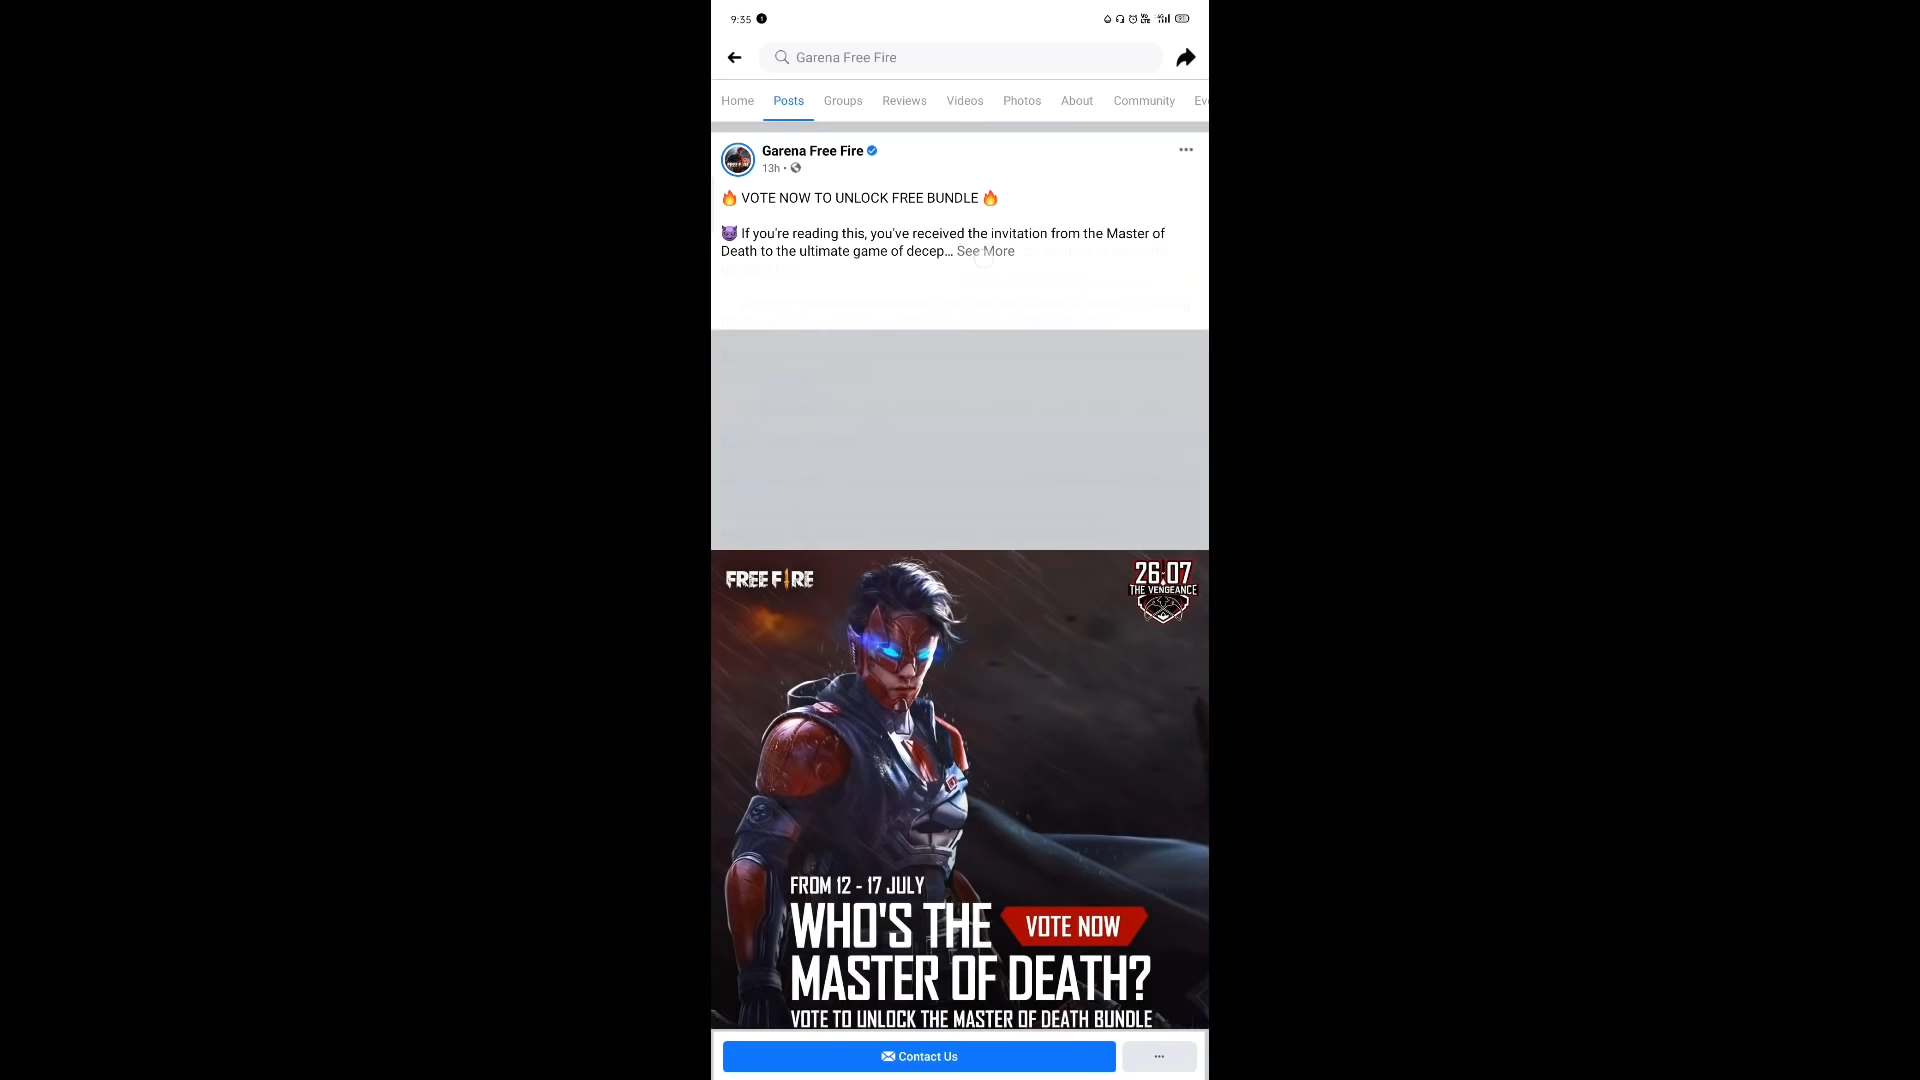 9:35
Garena Free Fire
Home Posts Groups Reviews Videos Photos About Community Eve
Garena Free Fire
13h •
🔥 VOTE NOW TO UNLOCK FREE BUNDLE 🔥
😈 If you're reading this, you've received the invitation from the Master of
Death to the ultimate game of decep... See More
FREE FIRE
26.07
THE VENGEANCE
FROM 12 - 17 JULY
WHO'S THE
VOTE NOW
MASTER OF DEATH?
VOTE TO UNLOCK THE MASTER OF DEATH BUNDLE
Contact Us
...